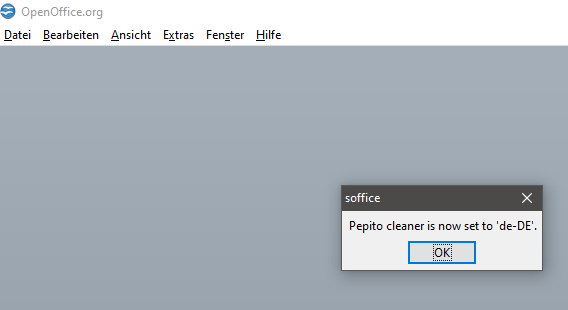 OpenOffice.org
Datei Bearbeiten Ansicht Extras Fenster Hilfe
soffice
Pepito cleaner is now set to 'de-DE'.
OK